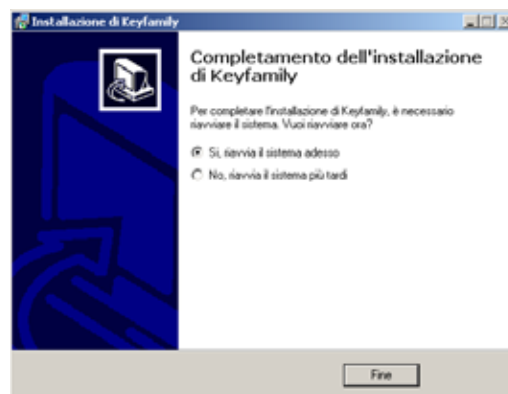 Installazione di Keyfamily
Completamento dell'installazione
di Keyfamily
Per completare l'installazione di Keyfamily, è necessario
riavviare il sistema. Vuoi riavviare ora?
Sì, riavvia il sistema adesso
No, riavvia il sistema più tardi
Fine